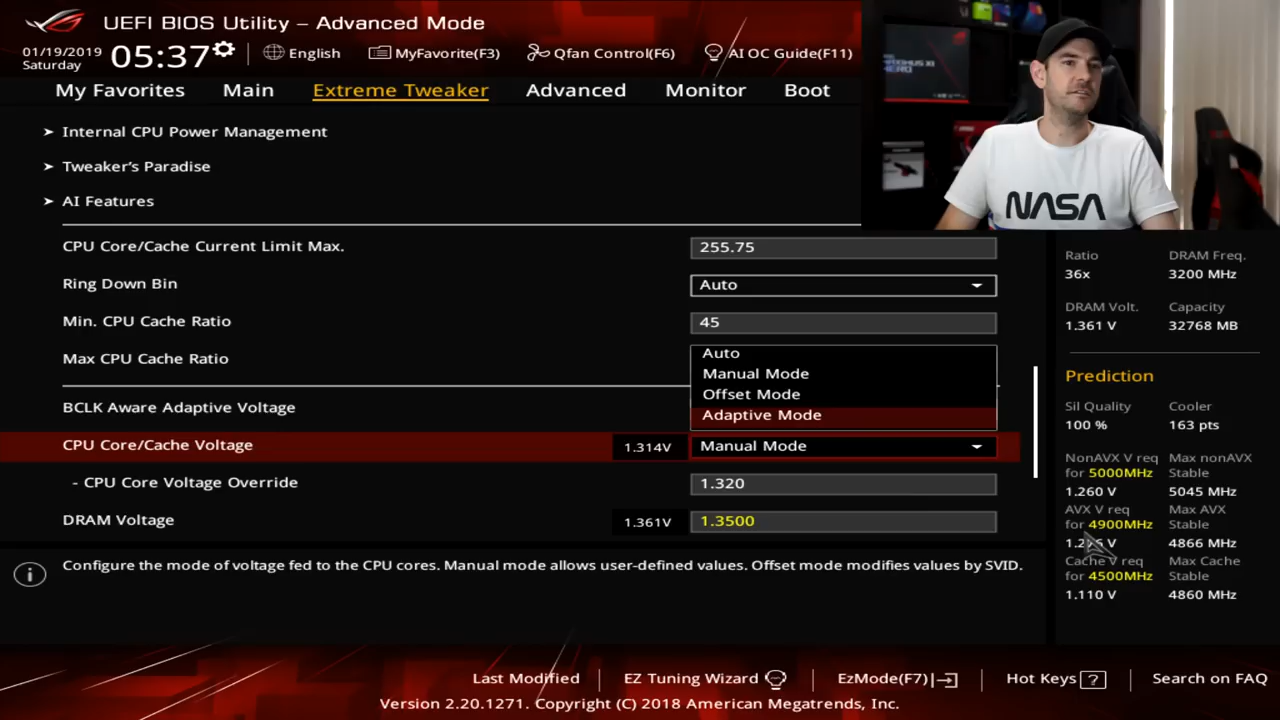 UEFI BIOS Utility – Advanced Mode
01/19/2019
Saturday
05:37
English
MyFavorite(F3)
Qfan Control(F6)
AI OC Guide(F11)
My Favorites
Main
Extreme Tweaker
Advanced
Monitor
Boot
Internal CPU Power Management
Tweaker's Paradise
AI Features
CPU Core/Cache Current Limit Max.
255.75
Ring Down Bin
Auto
Min. CPU Cache Ratio
45
Max CPU Cache Ratio
Auto
Manual Mode
Offset Mode
Adaptive Mode
BCLK Aware Adaptive Voltage
CPU Core/Cache Voltage
1.314V
Manual Mode
- CPU Core Voltage Override
1.320
DRAM Voltage
1.361V
1.3500
Configure the mode of voltage fed to the CPU cores. Manual mode allows user-defined values. Offset mode modifies values by SVID.
NASA
Ratio
DRAM Freq.
36x
3200 MHz
DRAM Volt.
Capacity
1.361 V
32768 MB
Prediction
Sil Quality
Cooler
100 %
163 pts
NonAVX V req
Max nonAVX
for 5000MHz
Stable
1.260 V
5045 MHz
AVX V req
Max AVX
for 4900MHz
Stable
V
4866 MHz
Cache V req
Max Cache
for 4500MHz
Stable
1.110 V
4860 MHz
Last Modified
EZ Tuning Wizard
EzMode(F7)
Hot Keys ?
Search on FAQ
Version 2.20.1271. Copyright (C) 2018 American Megatrends, Inc.